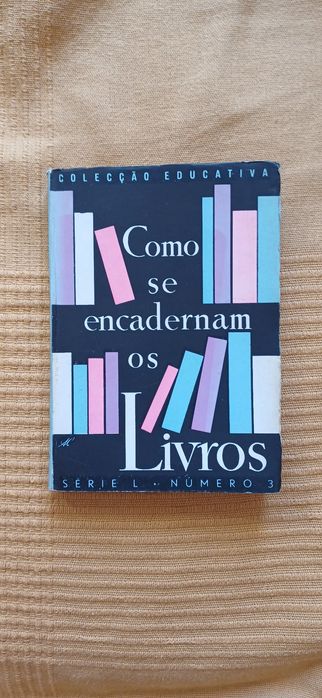 COLECÇÃO EDUCATIVA
Como
se
encadernam
os
Livros
SÉRIE L · NÚMERO 3